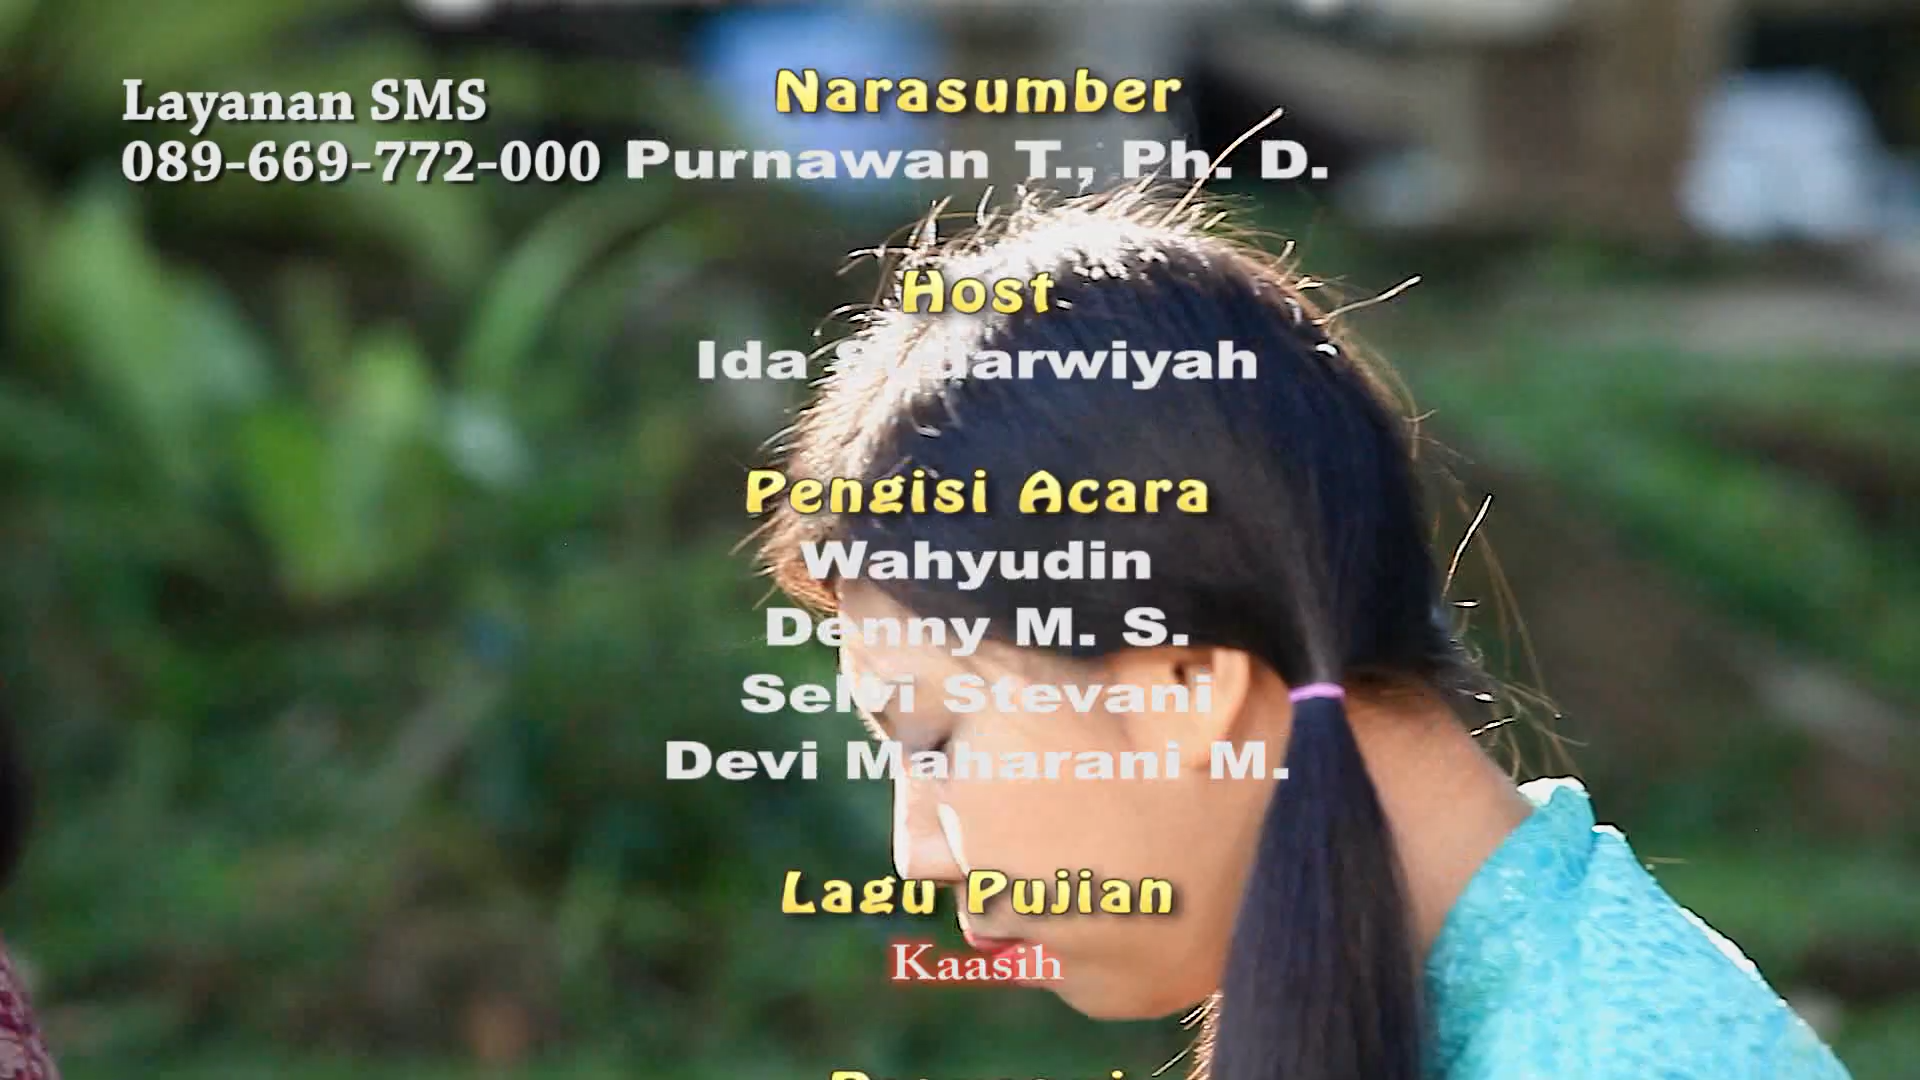 Layanan SMS
089-669-772-000
Narasumber
Purnawan T., Ph. D.
Host
Ida
Pengisi Acara
Wahyudin
Denny M. S.
Selvi Stevani
Devi Maharani M.
Lagu Pujian
Kaasih